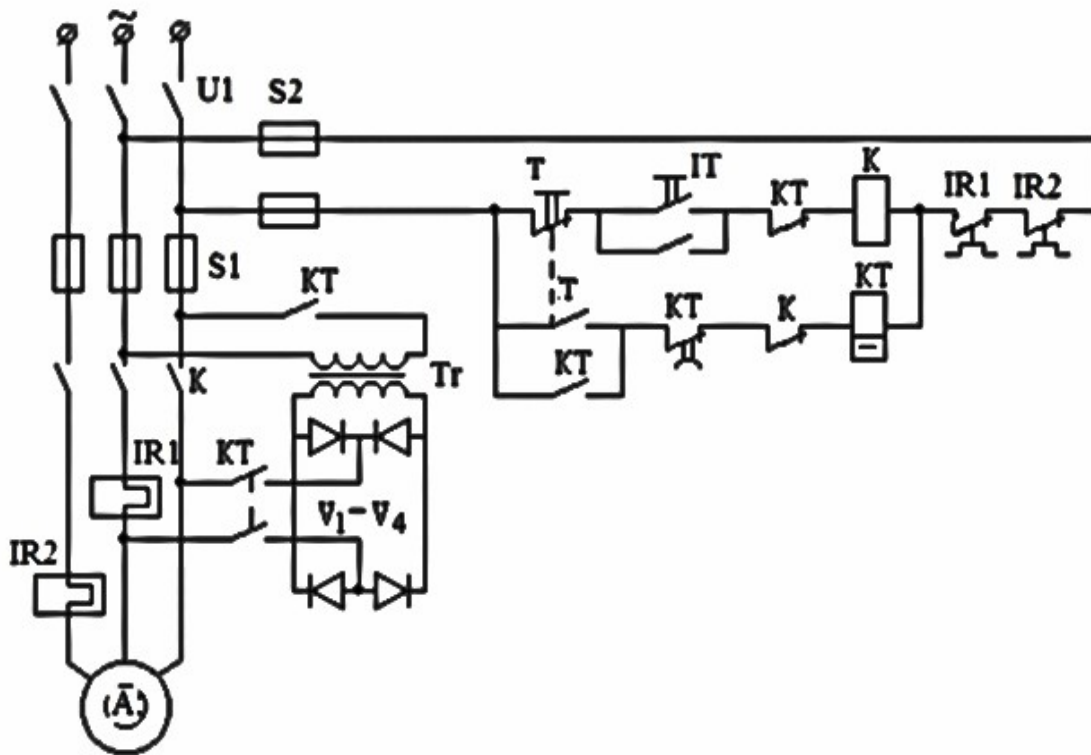 ~
U1
S2
T
IT
KT
K
IR1
IR2
S1
KT
T
KT
K
KT
KT
Tr
K
IR1
KT
V1-V4
IR2
(Ā)